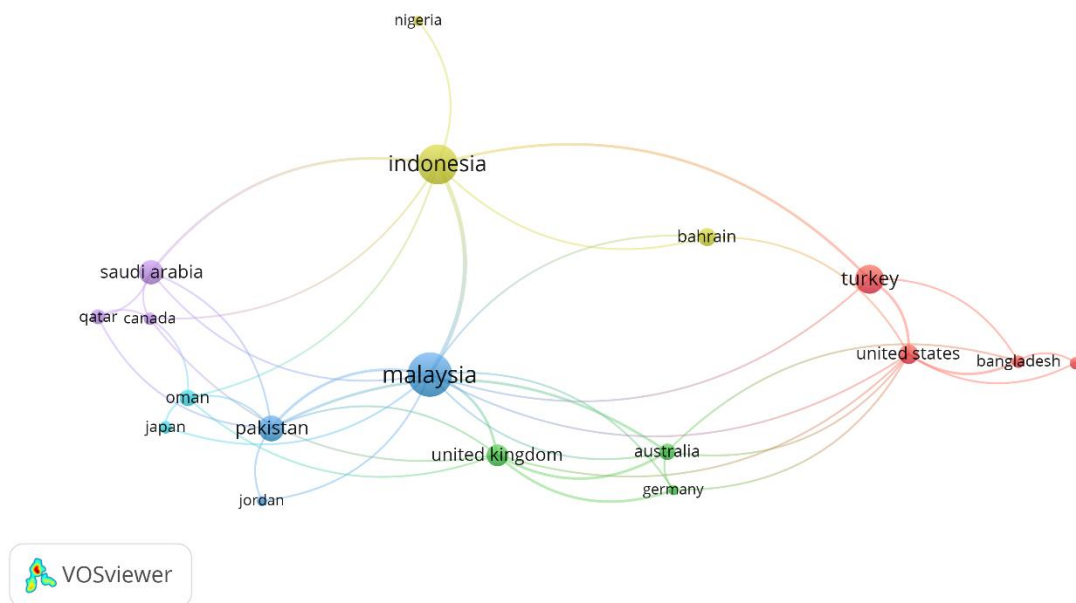 nigeria
indonesia
bahrain
saudi arabia
turkey
qatar
canada
united states
bangladesh
malaysia
oman
japan
pakistan
united kingdom
australia
germany
jordan
VOSviewer